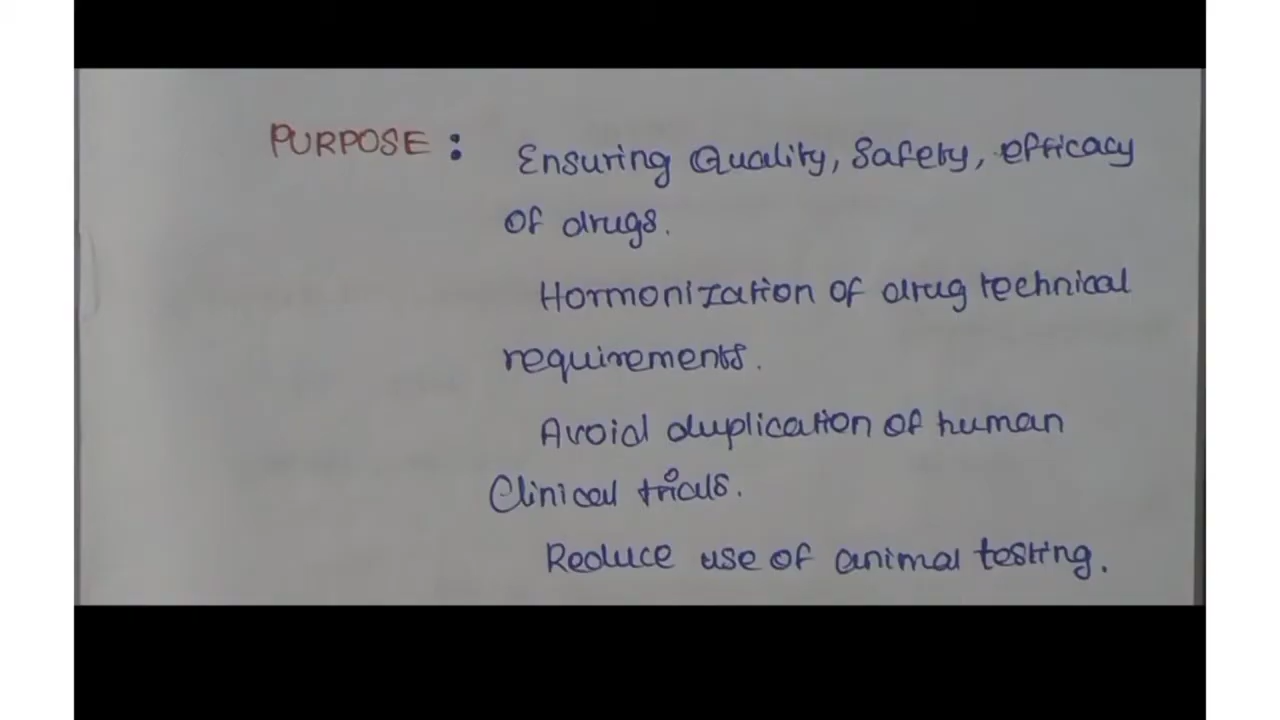 PURPOSE : Ensuring Quality, Safety, efficacy
of drugs.
Hormonization of drug technical
requirements.
Avoid duplication of human
Clinical trials.
Reduce use of animal testing.